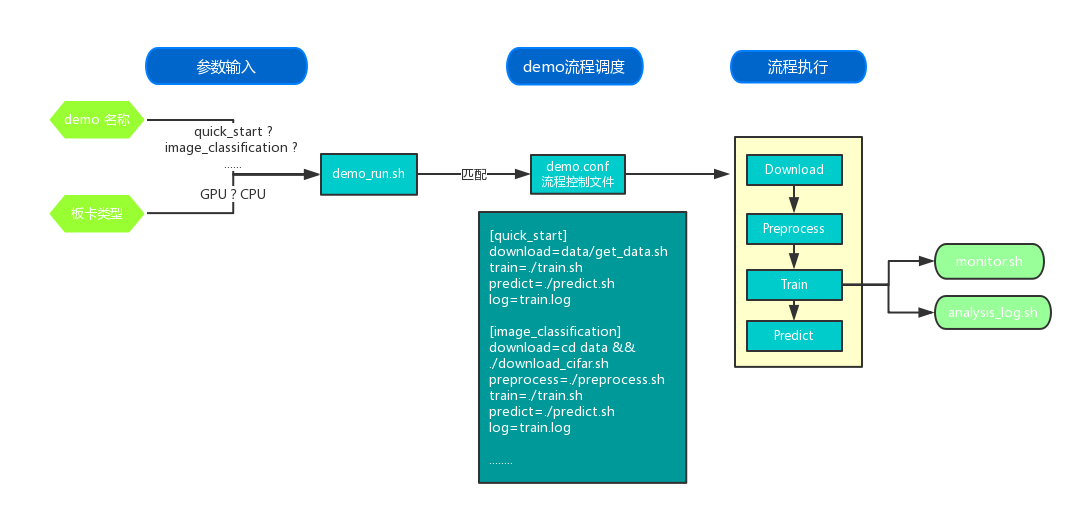 参数输入
demo流程调度
流程执行
demo 名称
quick_start ?
image_classification ?
......
GPU ? CPU
板卡类型
demo_run.sh
匹配
demo.conf
流程控制文件
[quick_start]
download=data/get_data.sh
train=./train.sh
predict=./predict.sh
log=train.log
[image_classification]
download=cd data &&
./download_cifar.sh
preprocess=./preprocess.sh
train=./train.sh
predict=./predict.sh
log=train.log
........
Download
Preprocess
Train
Predict
monitor.sh
analysis_log.sh